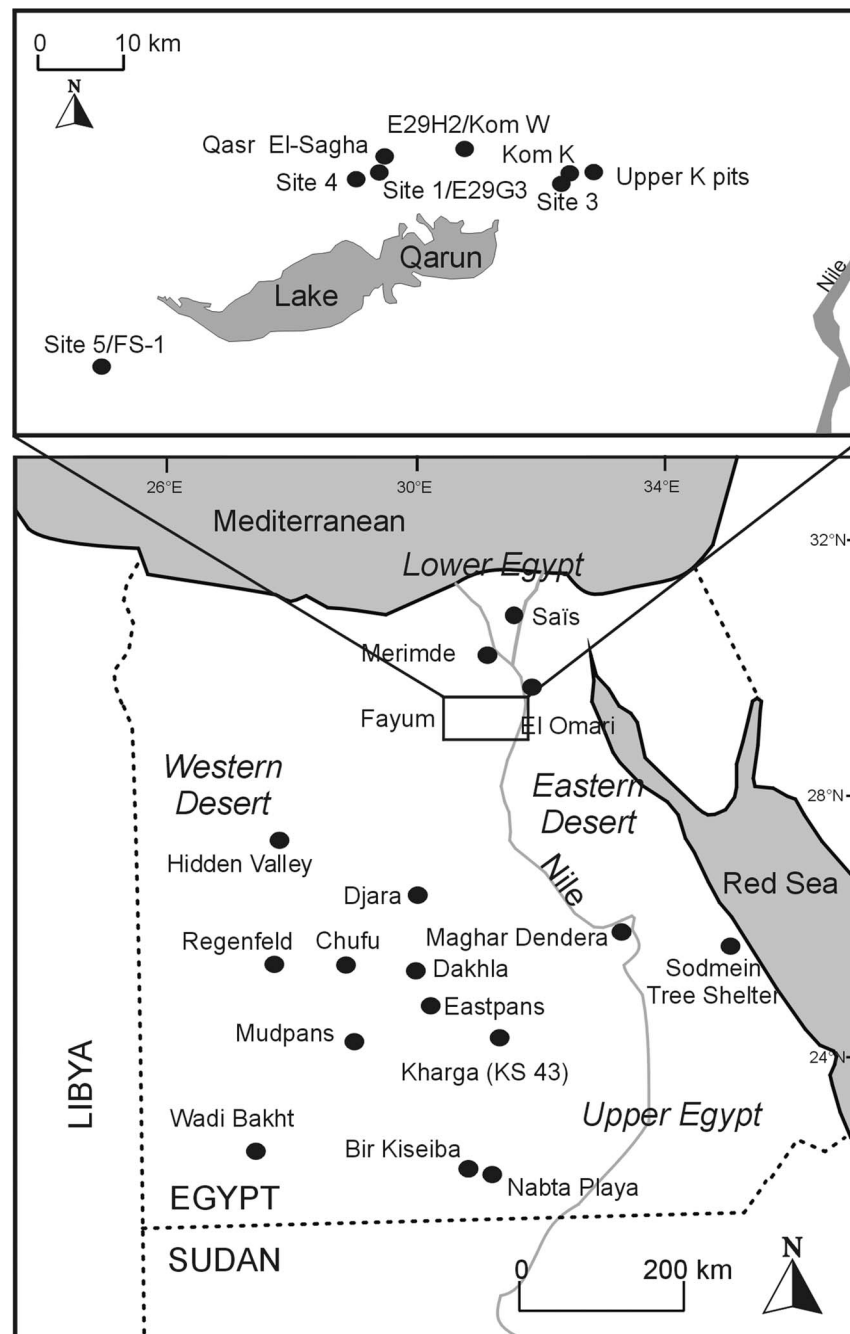 0 10 km
N
E29H2/Kom W
Qasr El-Sagha
Kom K
Site 4
Site 1/E29G3
Upper K pits
Site 3
Qarun
Lake
Nile
Site 5/FS-1
26°E
30°E
34°E
Mediterranean
32°N
Lower Egypt
Saïs
Merimde
Fayum
El Omari
Western
Desert
Eastern
Desert
28°N
Hidden Valley
Nile
Red Sea
Djara
Regenfeld
Chufu
Maghar Dendera
Dakhla
Sodmein
Tree Shelter
Eastpans
Mudpans
24°N
Kharga (KS 43)
LIBYA
Wadi Bakht
Upper Egypt
Bir Kiseiba
Nabta Playa
EGYPT
SUDAN
0 200 km
N